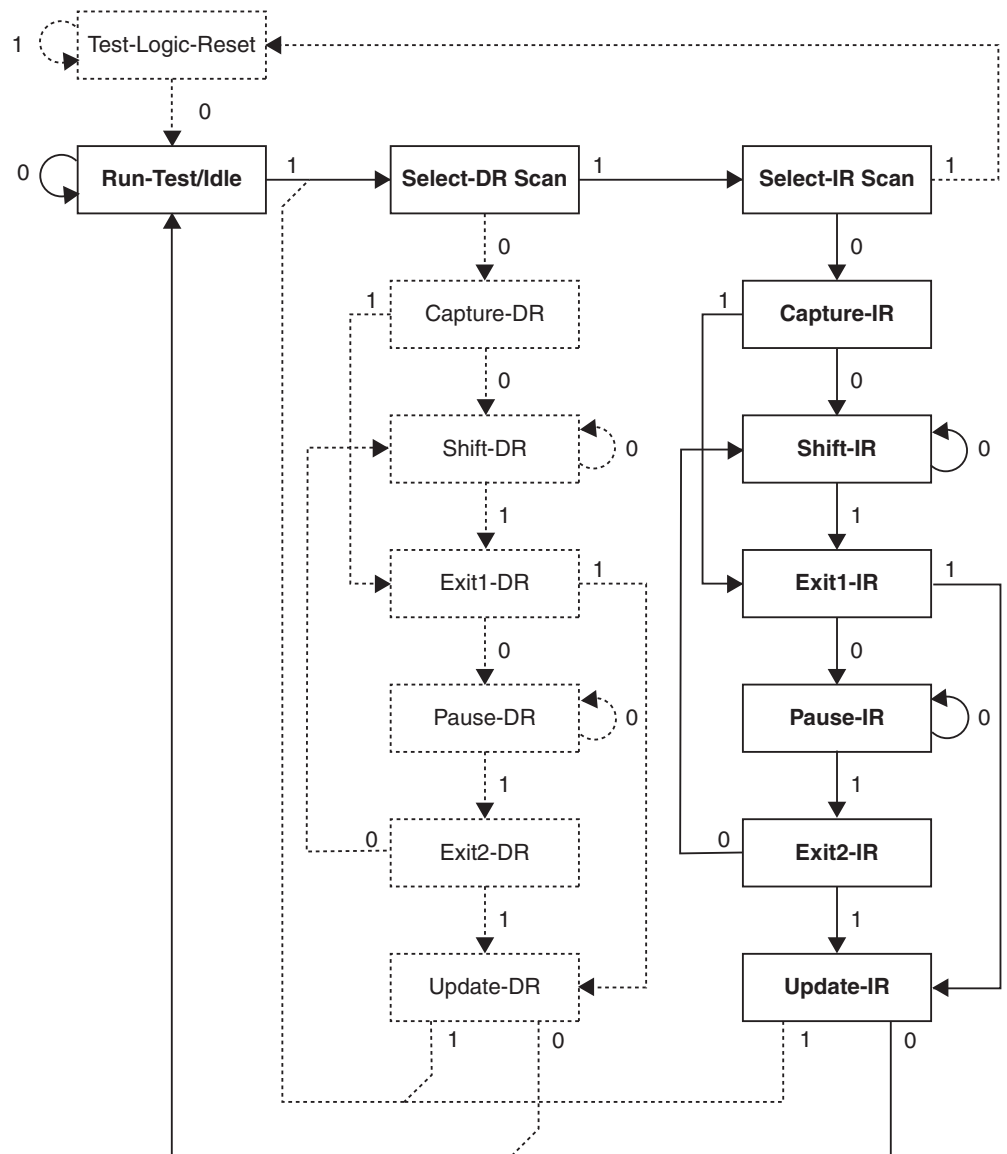 1
Test-Logic-Reset
0
0
Run-Test/Idle
1
Select-DR Scan
1
Select-IR Scan
1
0
0
1
Capture-DR
1
Capture-IR
0
0
Shift-DR
0
Shift-IR
0
1
1
Exit1-DR
1
Exit1-IR
1
0
0
Pause-DR
0
Pause-IR
0
1
1
0
Exit2-DR
0
Exit2-IR
1
1
Update-DR
Update-IR
1
0
1
0